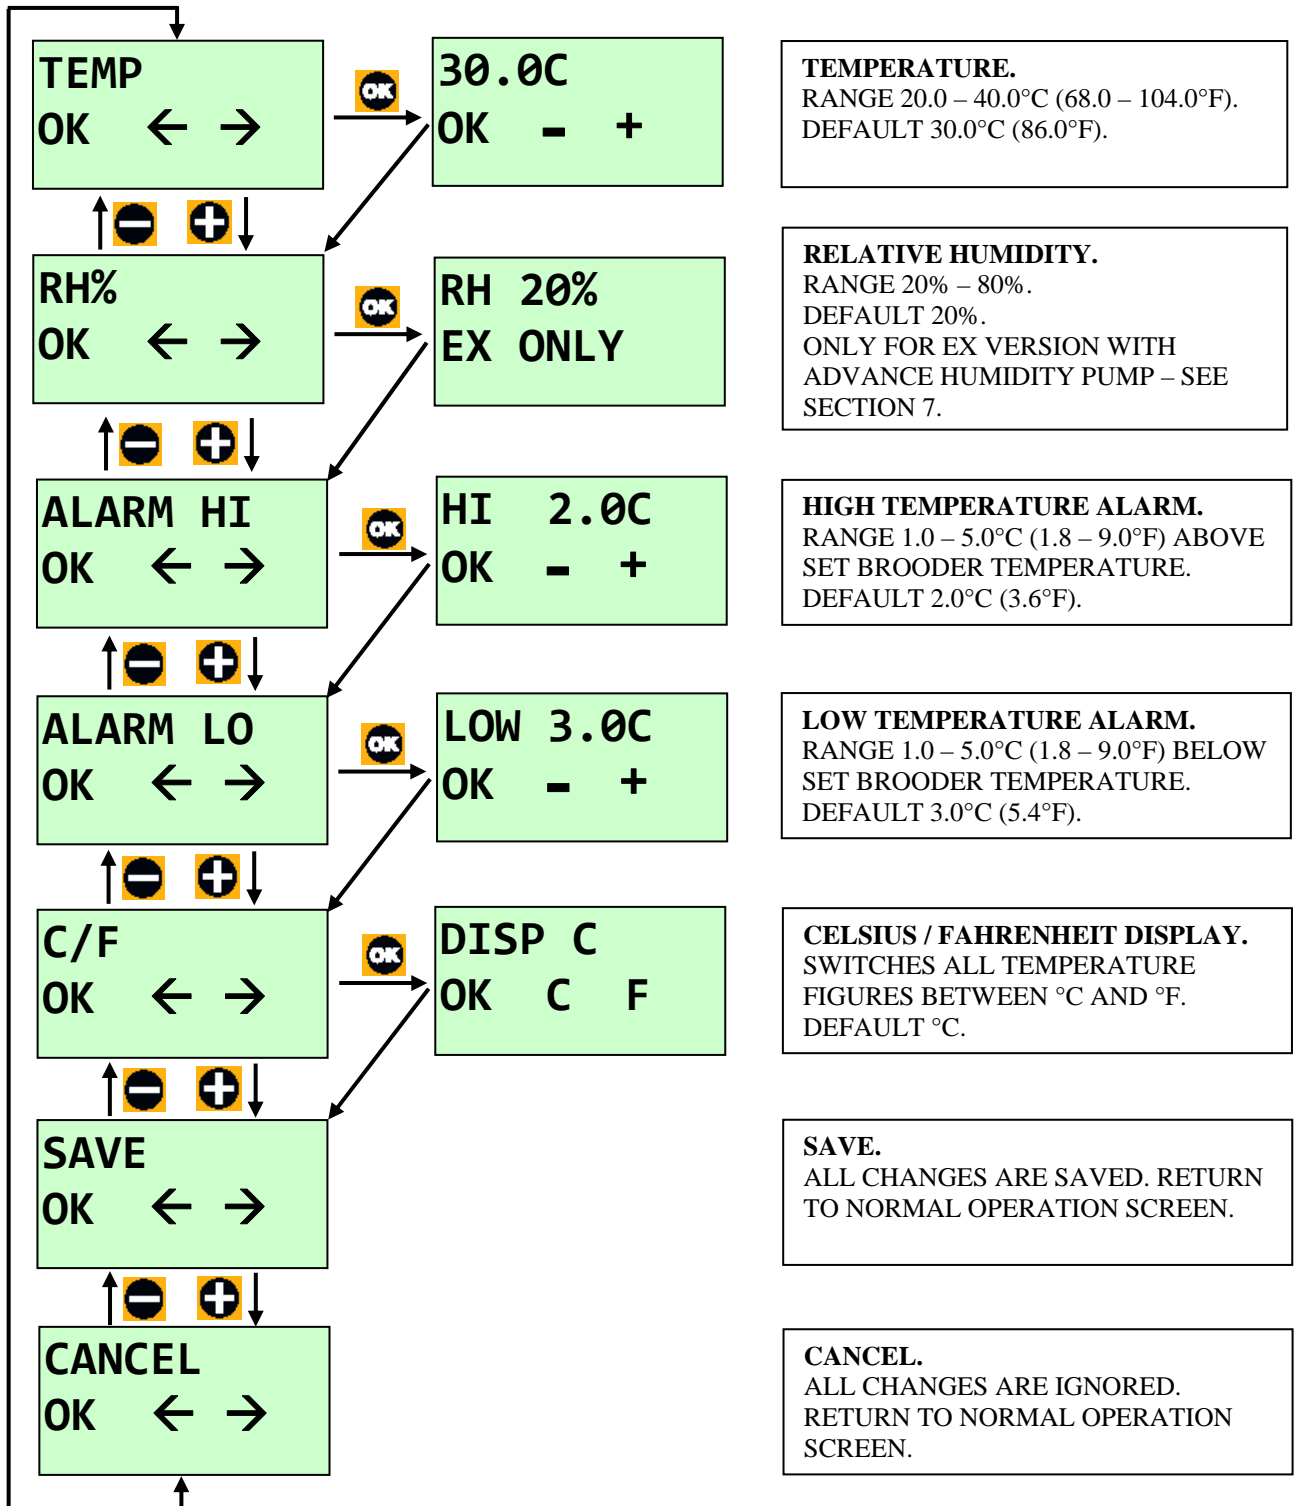 TEMP
OK ← →
OK
30.0C
OK - +
TEMPERATURE.
RANGE 20.0 – 40.0°C (68.0 – 104.0°F).
DEFAULT 30.0°C (86.0°F).
RH%
OK ← →
OK
RH 20%
EX ONLY
RELATIVE HUMIDITY.
RANGE 20% – 80%.
DEFAULT 20%.
ONLY FOR EX VERSION WITH
ADVANCE HUMIDITY PUMP – SEE
SECTION 7.
ALARM HI
OK ← →
OK
HI 2.0C
OK - +
HIGH TEMPERATURE ALARM.
RANGE 1.0 – 5.0°C (1.8 – 9.0°F) ABOVE
SET BROODER TEMPERATURE.
DEFAULT 2.0°C (3.6°F).
ALARM LO
OK ← →
OK
LOW 3.0C
OK - +
LOW TEMPERATURE ALARM.
RANGE 1.0 – 5.0°C (1.8 – 9.0°F) BELOW
SET BROODER TEMPERATURE.
DEFAULT 3.0°C (5.4°F).
C/F
OK ← →
OK
DISP C
OK C F
CELSIUS / FAHRENHEIT DISPLAY.
SWITCHES ALL TEMPERATURE
FIGURES BETWEEN °C AND °F.
DEFAULT °C.
SAVE
OK ← →
SAVE.
ALL CHANGES ARE SAVED. RETURN
TO NORMAL OPERATION SCREEN.
CANCEL
OK ← →
CANCEL.
ALL CHANGES ARE IGNORED.
RETURN TO NORMAL OPERATION
SCREEN.